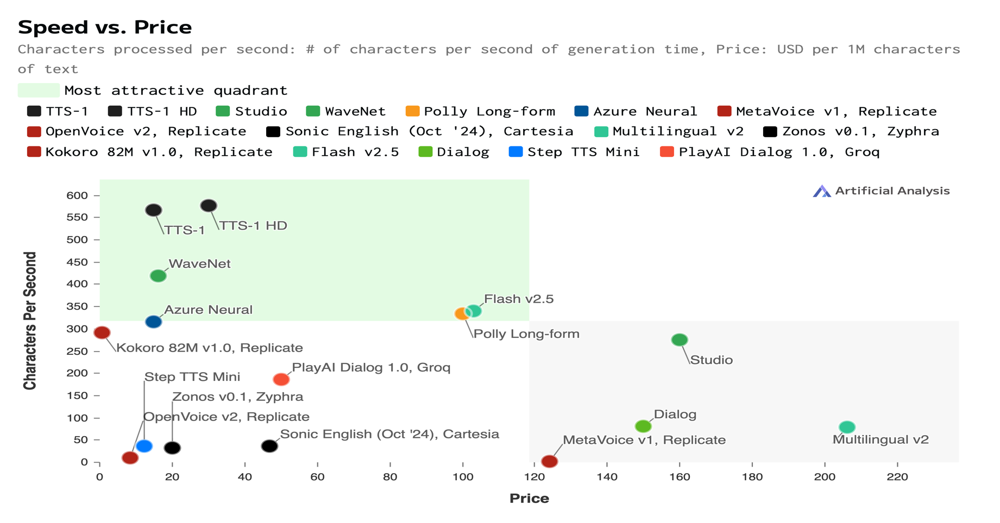 Speed vs. Price
Characters processed per second: # of characters per second of generation time, Price: USD per 1M characters
of text
Most attractive quadrant
TTS-1 TTS-1 HD Studio WaveNet Polly Long-form Azure Neural MetaVoice v1, Replicate
OpenVoice v2, Replicate Sonic English (Oct '24), Cartesia Multilingual v2 Zonos v0.1, Zyphra
Kokoro 82M v1.0, Replicate Flash v2.5 Dialog Step TTS Mini PlayAI Dialog 1.0, Groq
Artificial Analysis
600
550
500
450
400
350
300
250
200
150
100
50
0
Characters Per Second
TTS-1
TTS-1 HD
WaveNet
Azure Neural
Flash v2.5
Polly Long-form
Kokoro 82M v1.0, Replicate
Studio
PlayAI Dialog 1.0, Groq
Step TTS Mini
Zonos v0.1, Zyphra
OpenVoice v2, Replicate
Dialog
Sonic English (Oct '24), Cartesia
MetaVoice v1, Replicate
Multilingual v2
0 20 40 60 80 100 120 140 160 180 200 220
Price